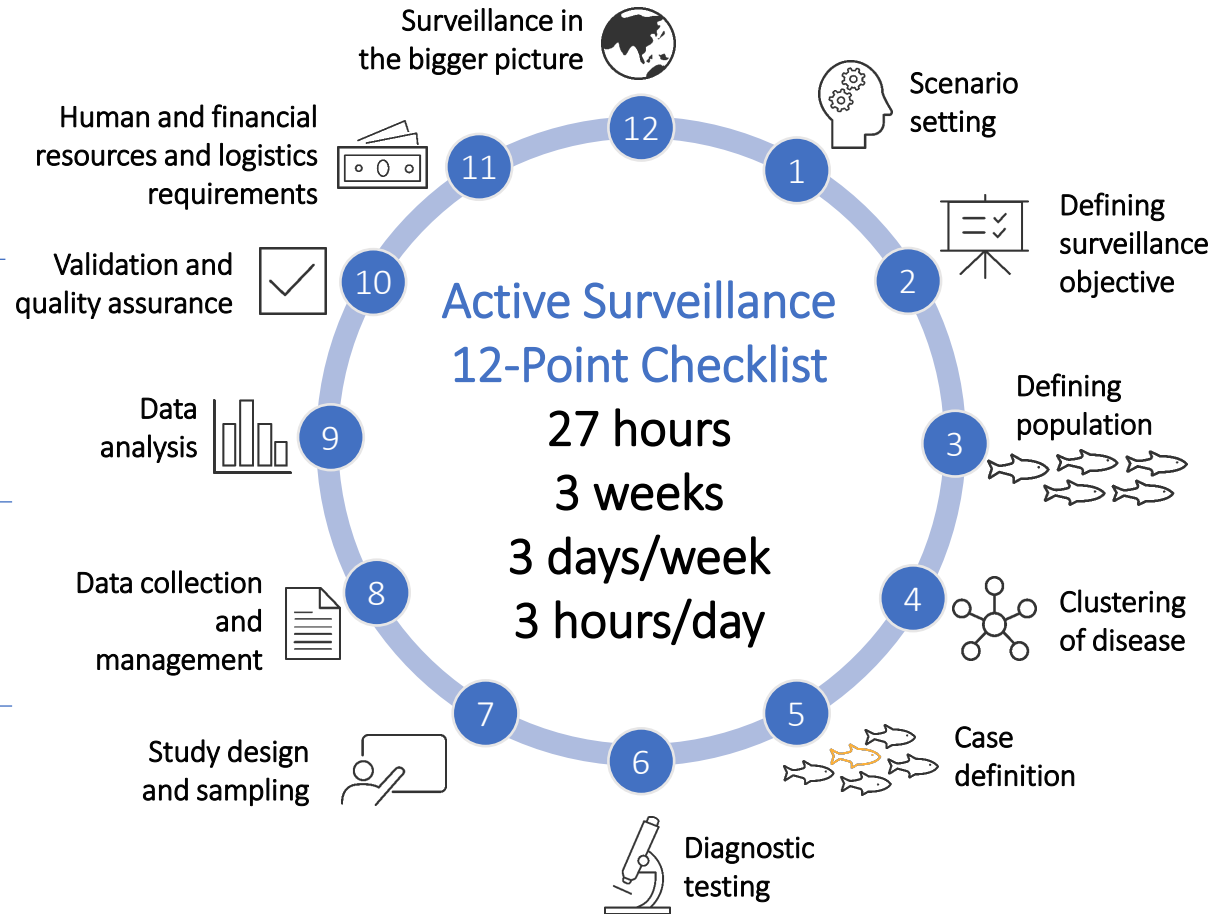 Surveillance in
the bigger picture
12
Scenario
setting
1
Defining
surveillance
objective
2
Defining
population
3
Clustering
of disease
4
Case
definition
5
Diagnostic
testing
6
Study design
and sampling
7
Data collection
and
management
8
Data
analysis
9
Validation and
quality assurance
10
Human and financial
resources and logistics
requirements
11
Active Surveillance
12-Point Checklist
27 hours
3 weeks
3 days/week
3 hours/day